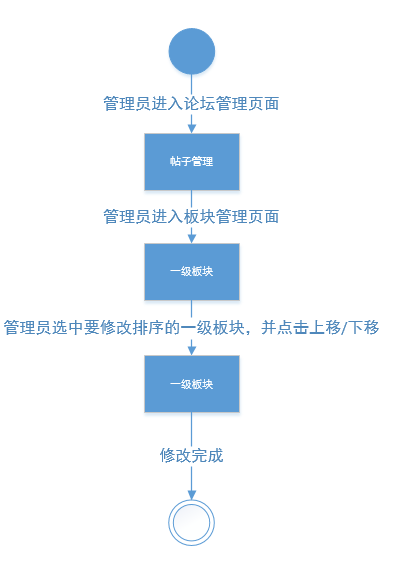 管理员进入论坛管理页面
帖子管理
管理员进入板块管理页面
一级板块
管理员选中要修改排序的一级板块，并点击上移/下移
一级板块
修改完成